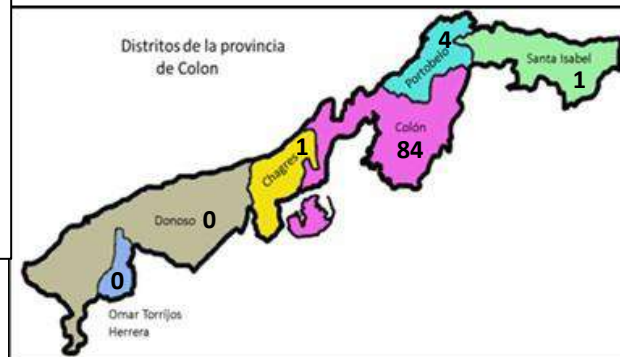 Distritos de la provincia
de Colon
4
Portobelo
Santa Isabel
1
Colón
84
1
Chagres
Donoso 0
0
Omar Torrijos
Herrera